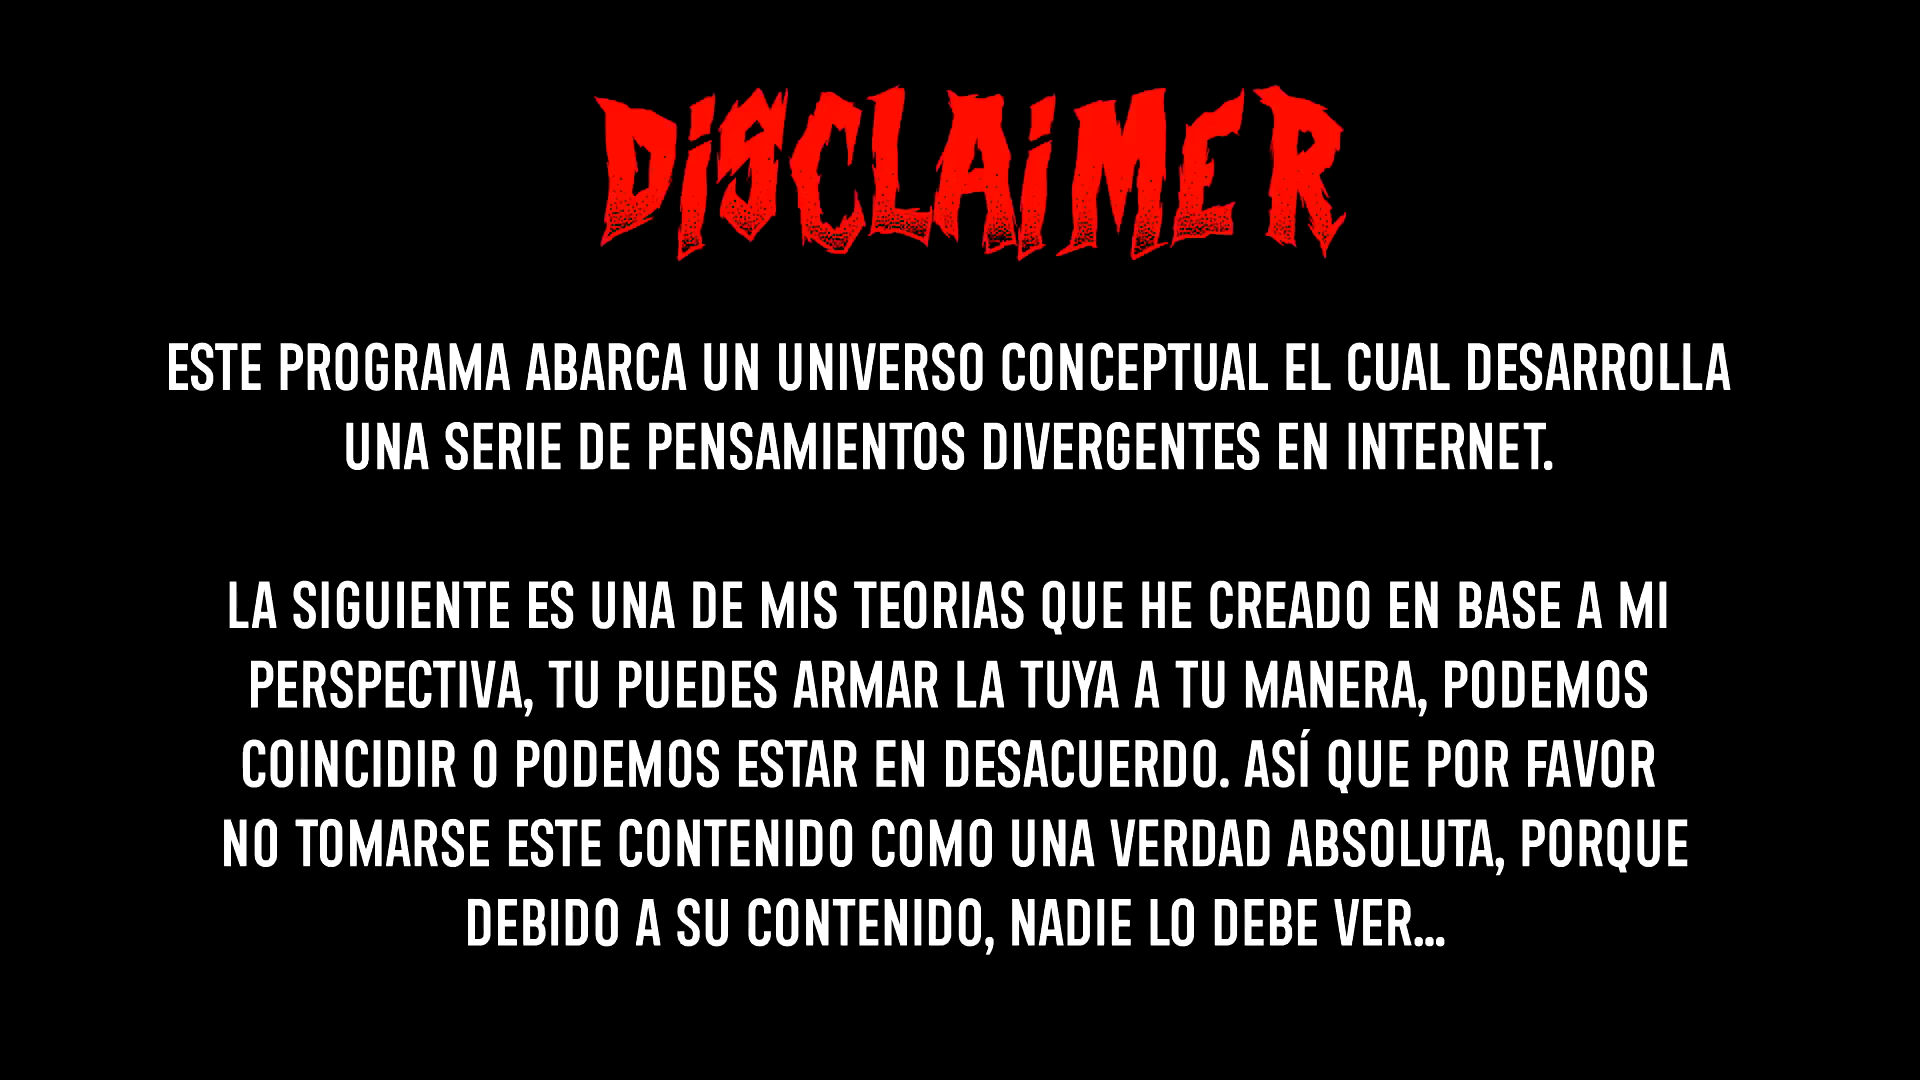 DiSCLAiMER
ESTE PROGRAMA ABARCA UN UNIVERSO CONCEPTUAL EL CUAL DESARROLLA
UNA SERIE DE PENSAMIENTOS DIVERGENTES EN INTERNET.
LA SIGUIENTE ES UNA DE MIS TEORIAS QUE HE CREADO EN BASE A MI
PERSPECTIVA, TU PUEDES ARMAR LA TUYA A TU MANERA, PODEMOS
COINCIDIR O PODEMOS ESTAR EN DESACUERDO. ASÍ QUE POR FAVOR
NO TOMARSE ESTE CONTENIDO COMO UNA VERDAD ABSOLUTA, PORQUE
DEBIDO A SU CONTENIDO, NADIE LO DEBE VER...